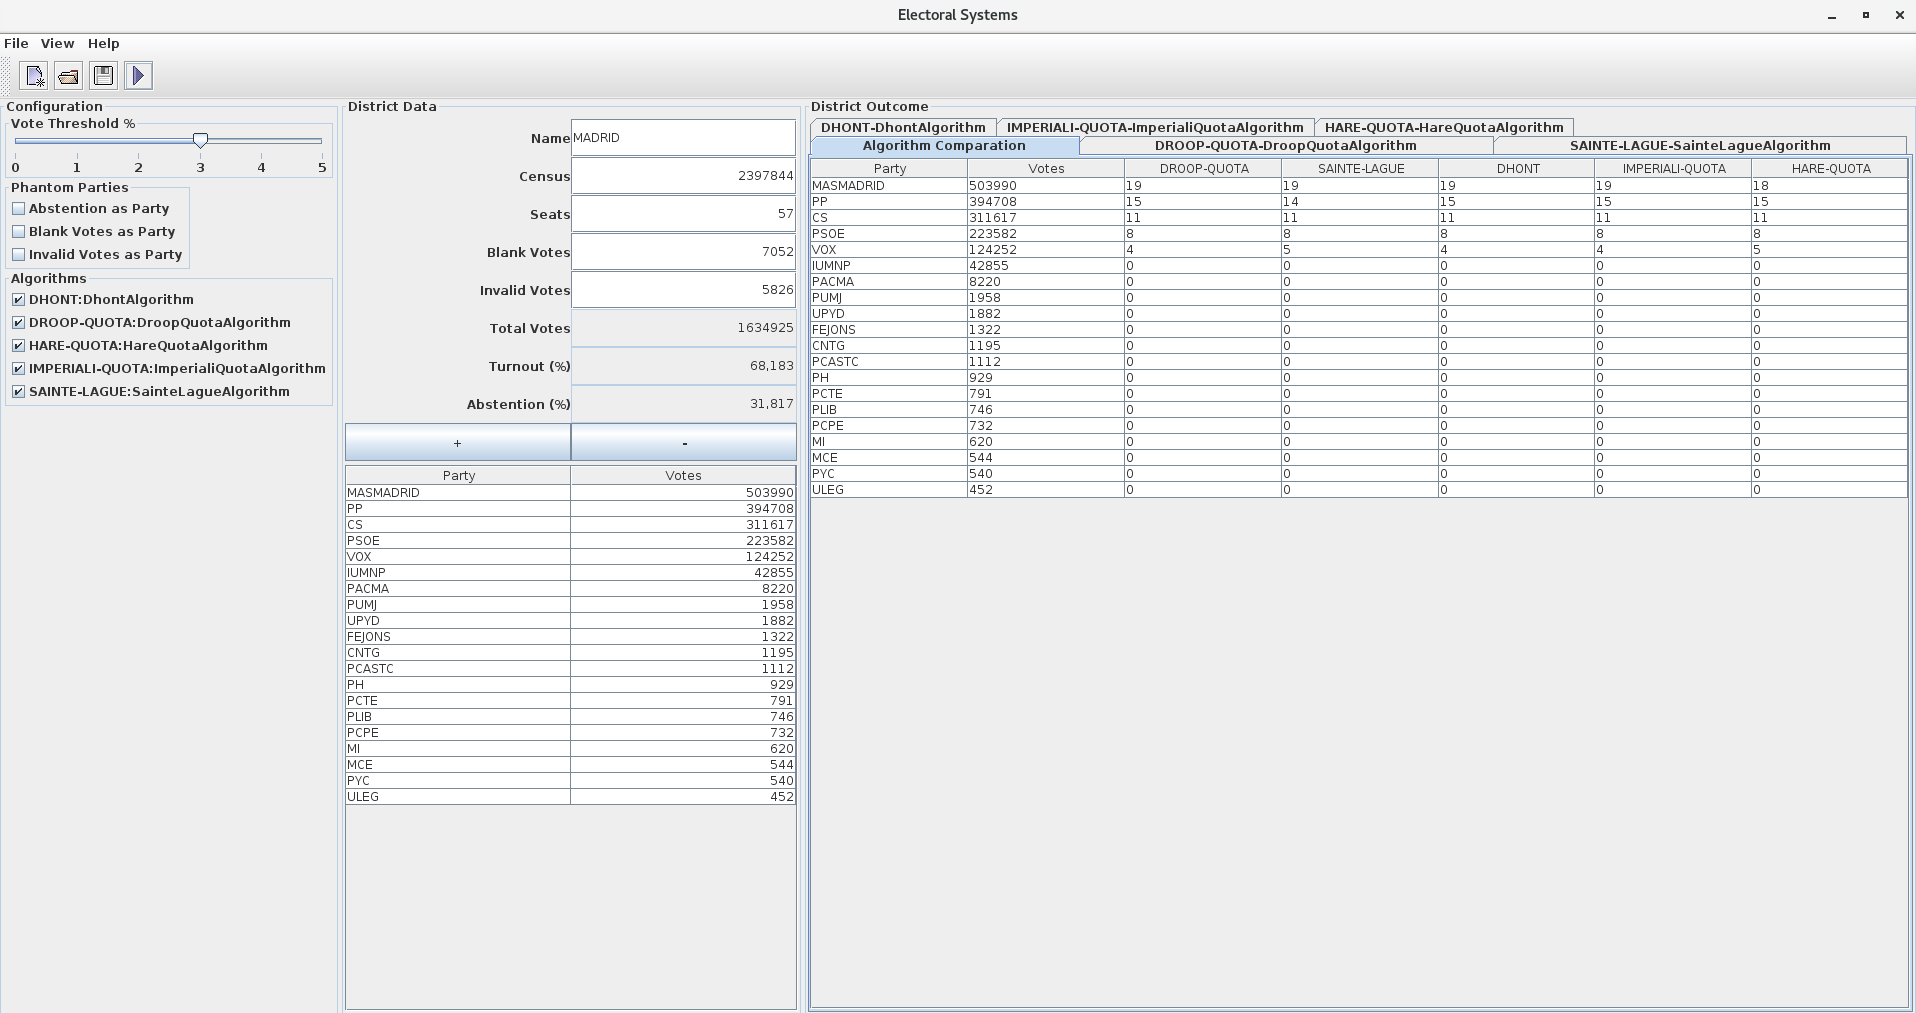 Electoral Systems
File View Help
Configuration
Vote Threshold %
0 1 2 3 4 5
Phantom Parties
Abstention as Party
Blank Votes as Party
Invalid Votes as Party
Algorithms
DHONT:DhontAlgorithm
DROOP-QUOTA:DroopQuotaAlgorithm
HARE-QUOTA:HareQuotaAlgorithm
IMPERIALI-QUOTA:ImperialiQuotaAlgorithm
SAINTE-LAGUE:SainteLagueAlgorithm
District Data
Name MADRID
Census 2397844
Seats 57
Blank Votes 7052
Invalid Votes 5826
Total Votes 1634925
Turnout (%) 68,183
Abstention (%) 31,817
+ -
Party Votes
MASMADRID 503990
PP 394708
CS 311617
PSOE 223582
VOX 124252
IUMNP 42855
PACMA 8220
PUMJ 1958
UPYD 1882
FEJONS 1322
CNTG 1195
PCASTC 1112
PH 929
PCTE 791
PLIB 746
PCPE 732
MI 620
MCE 544
PYC 540
ULEG 452
District Outcome
DHONT-DhontAlgorithm IMPERIALI-QUOTA-ImperialiQuotaAlgorithm HARE-QUOTA-HareQuotaAlgorithm
Algorithm Comparation DROOP-QUOTA-DroopQuotaAlgorithm SAINTE-LAGUE-SainteLagueAlgorithm
Party Votes DROOP-QUOTA SAINTE-LAGUE DHONT IMPERIALI-QUOTA HARE-QUOTA
MASMADRID 503990 19 19 19 19 18
PP 394708 15 14 15 15 15
CS 311617 11 11 11 11 11
PSOE 223582 8 8 8 8 8
VOX 124252 4 5 4 4 5
IUMNP 42855 0 0 0 0 0
PACMA 8220 0 0 0 0 0
PUMJ 1958 0 0 0 0 0
UPYD 1882 0 0 0 0 0
FEJONS 1322 0 0 0 0 0
CNTG 1195 0 0 0 0 0
PCASTC 1112 0 0 0 0 0
PH 929 0 0 0 0 0
PCTE 791 0 0 0 0 0
PLIB 746 0 0 0 0 0
PCPE 732 0 0 0 0 0
MI 620 0 0 0 0 0
MCE 544 0 0 0 0 0
PYC 540 0 0 0 0 0
ULEG 452 0 0 0 0 0